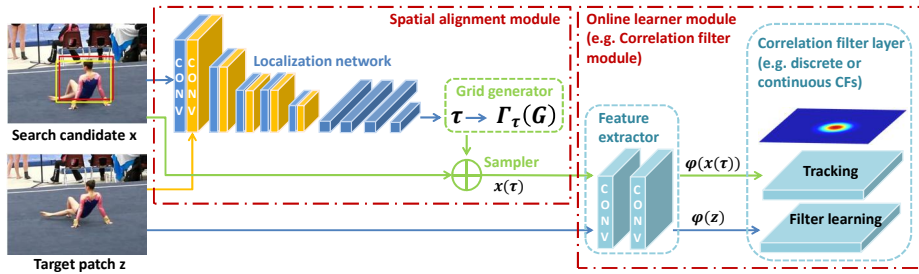 Spatial alignment module
Online learner module
(e.g. Correlation filter
module)
Localization network
CONV
CONV
Correlation filter layer
(e.g. discrete or
continuous CFs)
Grid generator
τ → Γτ(G)
Search candidate x
Feature
extractor
Sampler
x(τ)
φ(x(τ))
Tracking
CONV
CONV
φ(z)
Filter learning
Target patch z